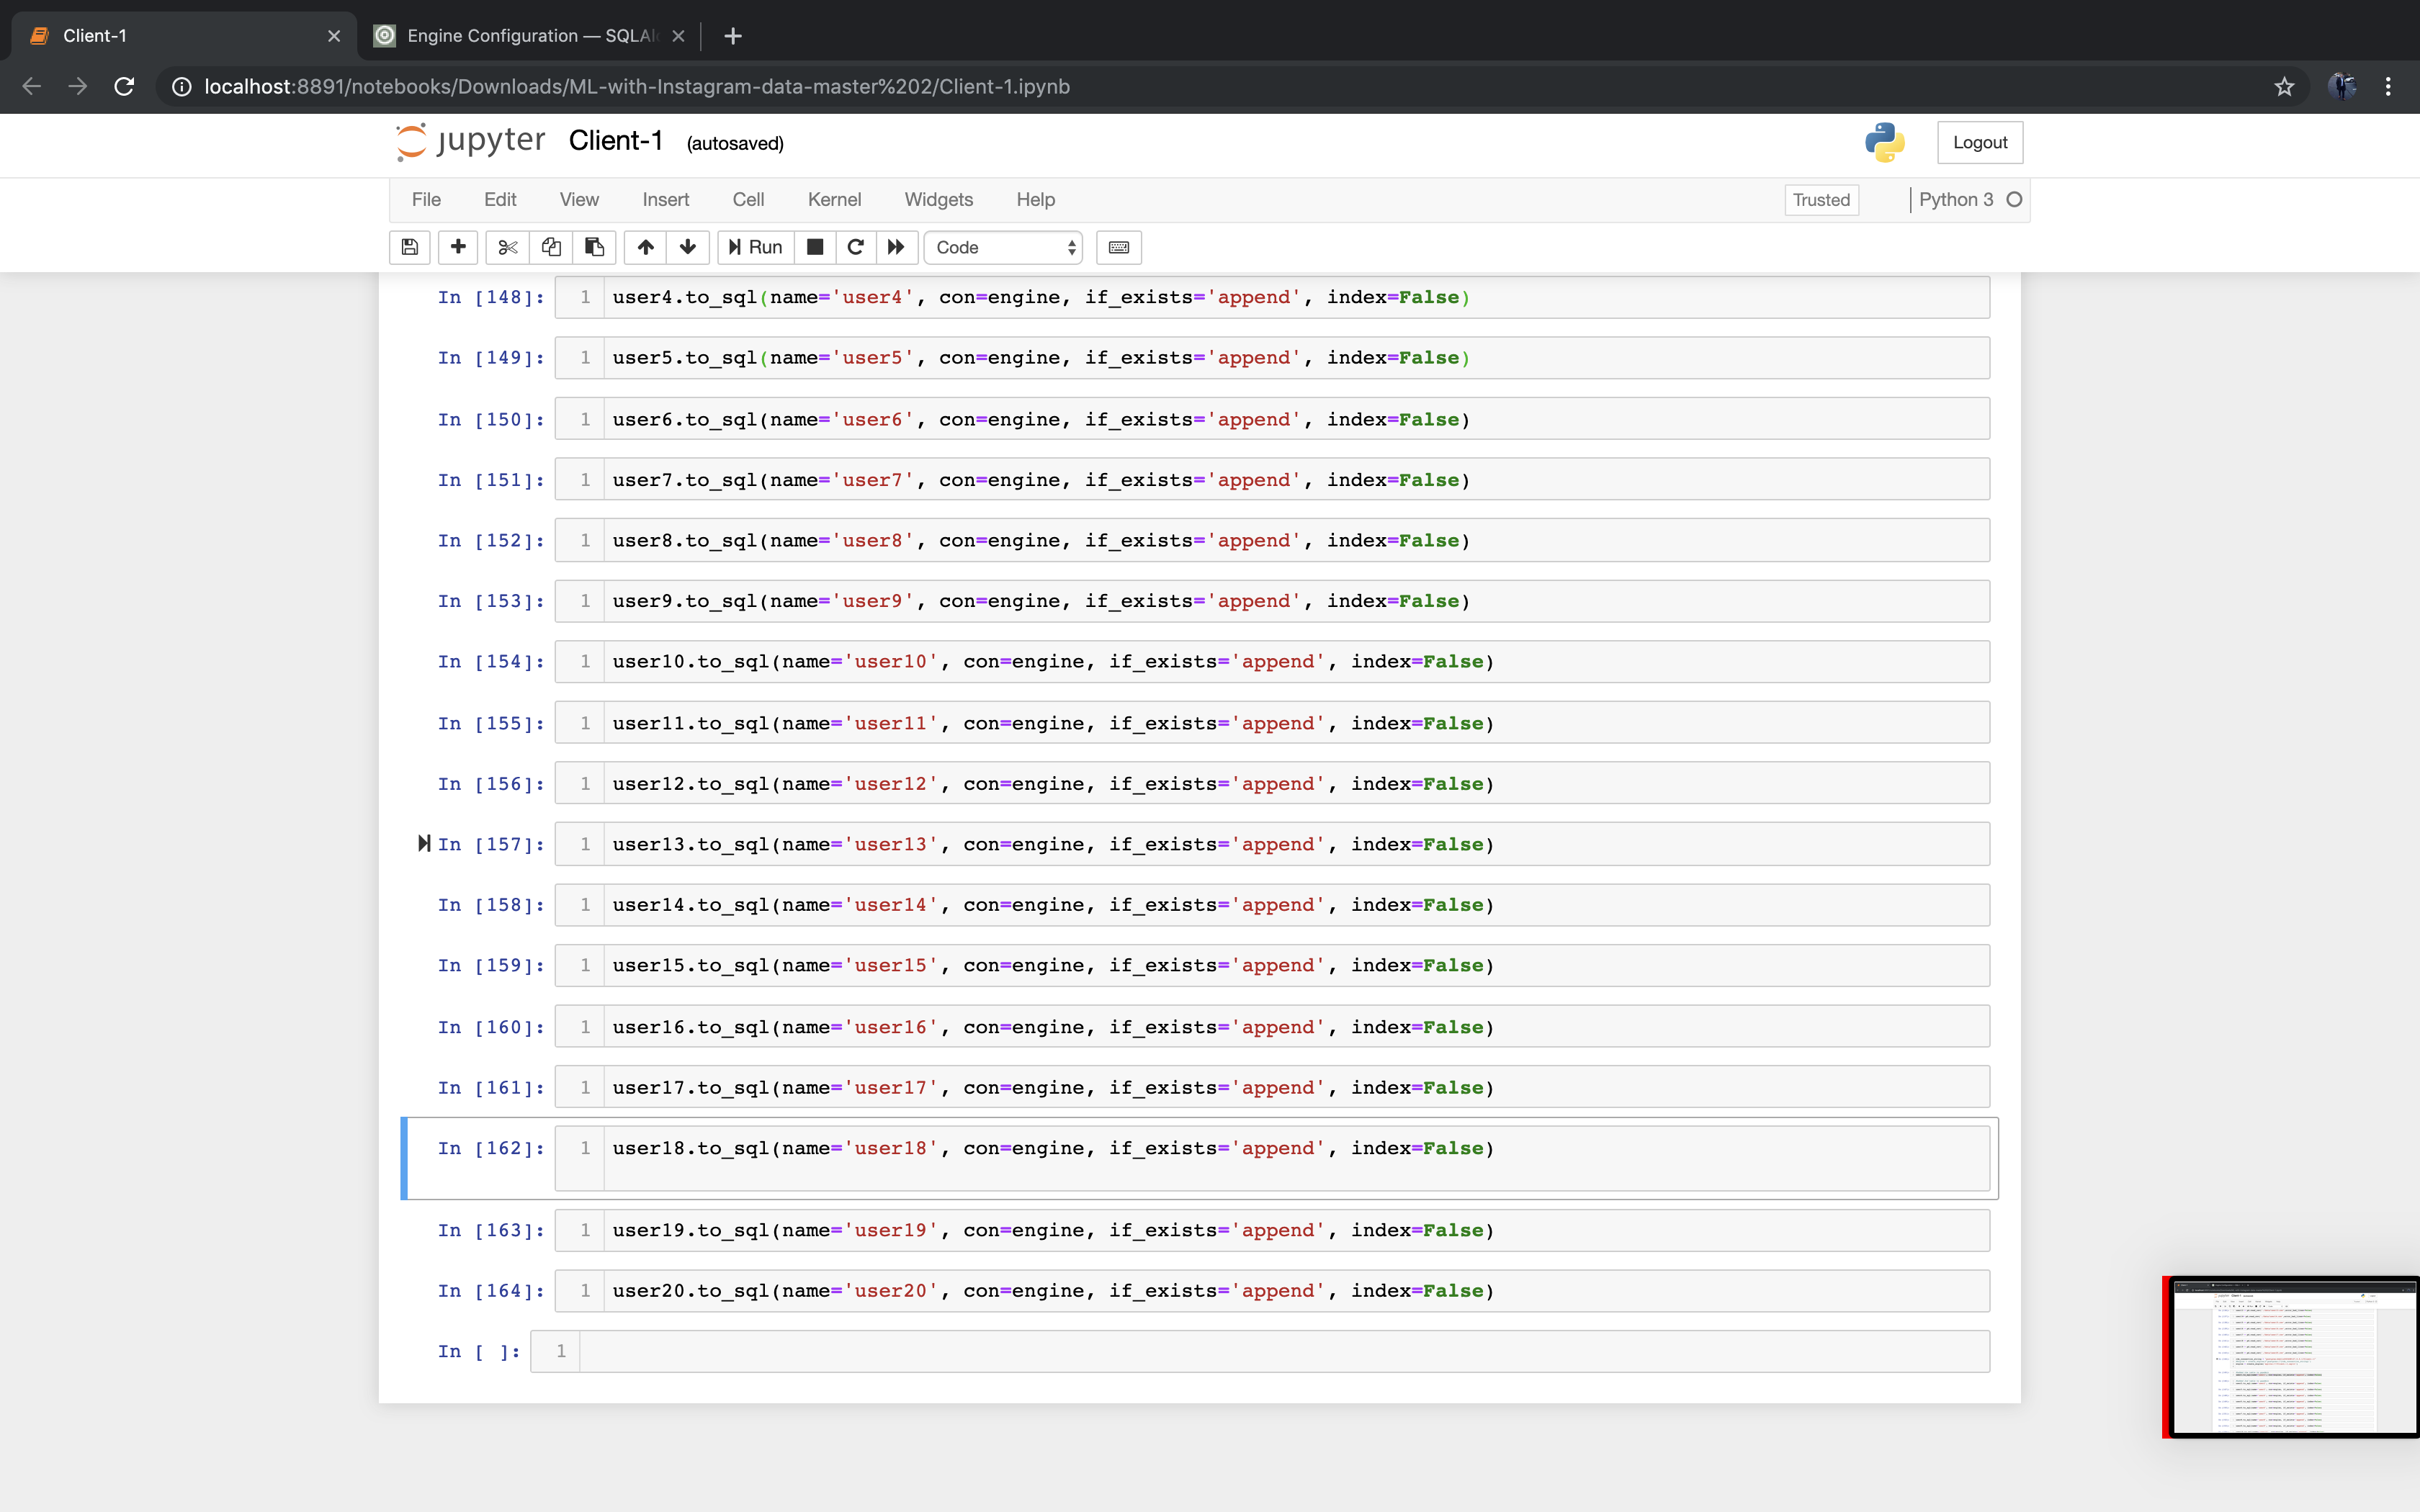 Client-1
Engine Configuration — SQLAl
localhost:8891/notebooks/Downloads/ML-with-Instagram-data-master%202/Client-1.ipynb
jupyter Client-1 (autosaved)
Logout
File Edit View Insert Cell Kernel Widgets Help
Trusted
Python 3
Run
Code
In [148]: 1 user4.to_sql(name='user4', con=engine, if_exists='append', index=False)
In [149]: 1 user5.to_sql(name='user5', con=engine, if_exists='append', index=False)
In [150]: 1 user6.to_sql(name='user6', con=engine, if_exists='append', index=False)
In [151]: 1 user7.to_sql(name='user7', con=engine, if_exists='append', index=False)
In [152]: 1 user8.to_sql(name='user8', con=engine, if_exists='append', index=False)
In [153]: 1 user9.to_sql(name='user9', con=engine, if_exists='append', index=False)
In [154]: 1 user10.to_sql(name='user10', con=engine, if_exists='append', index=False)
In [155]: 1 user11.to_sql(name='user11', con=engine, if_exists='append', index=False)
In [156]: 1 user12.to_sql(name='user12', con=engine, if_exists='append', index=False)
In [157]: 1 user13.to_sql(name='user13', con=engine, if_exists='append', index=False)
In [158]: 1 user14.to_sql(name='user14', con=engine, if_exists='append', index=False)
In [159]: 1 user15.to_sql(name='user15', con=engine, if_exists='append', index=False)
In [160]: 1 user16.to_sql(name='user16', con=engine, if_exists='append', index=False)
In [161]: 1 user17.to_sql(name='user17', con=engine, if_exists='append', index=False)
In [162]: 1 user18.to_sql(name='user18', con=engine, if_exists='append', index=False)
In [163]: 1 user19.to_sql(name='user19', con=engine, if_exists='append', index=False)
In [164]: 1 user20.to_sql(name='user20', con=engine, if_exists='append', index=False)
In [ ]: 1